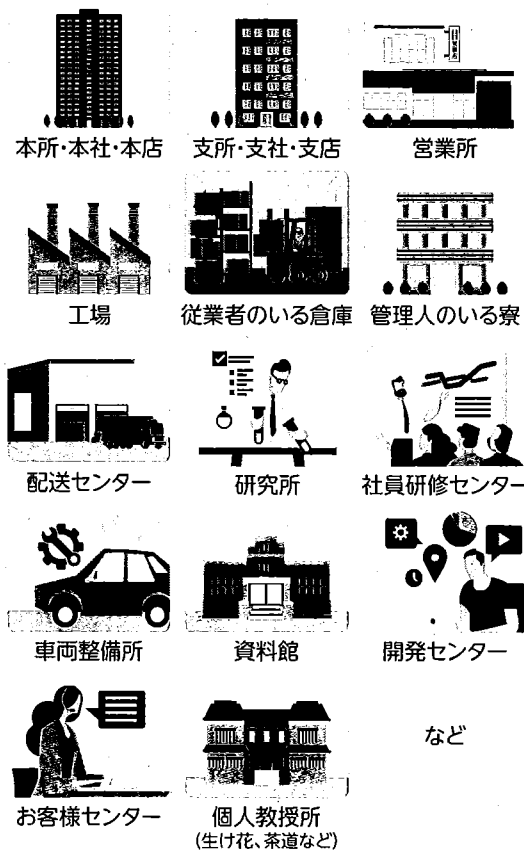 本所・本社・本店
支所・支社・支店
営業所
工場
従業者のいる倉庫
管理人のいる寮
配送センター
研究所
社員研修センター
車両整備所
資料館
開発センター
お客様センター
個人教授所
(生け花、茶道など)
など